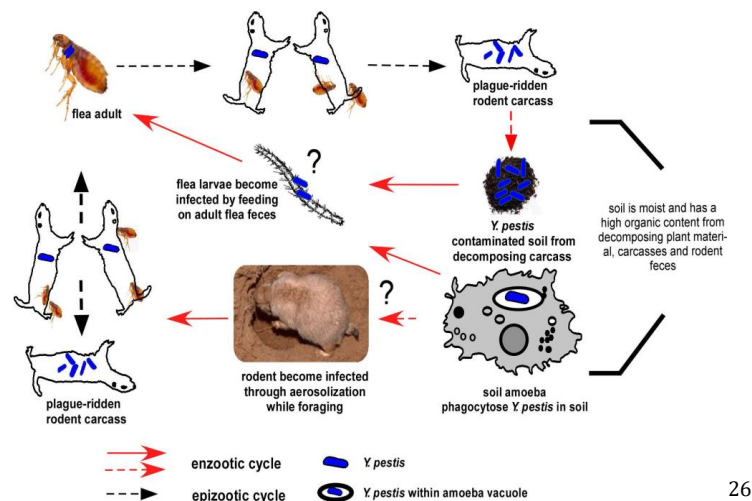 flea adult
plague-ridden
rodent carcass
?
flea larvae become
infected by feeding
on adult flea feces
Y. pestis
contaminated soil from
decomposing carcass
soil is moist and has a
high organic content from
decomposing plant materi-
al, carcasses and rodent
feces
?
rodent become infected
through aerosolization
while foraging
soil amoeba
phagocytose Y. pestis in soil
plague-ridden
rodent carcass
enzootic cycle
Y. pestis
epizootic cycle
Y. pestis within amoeba vacuole
26